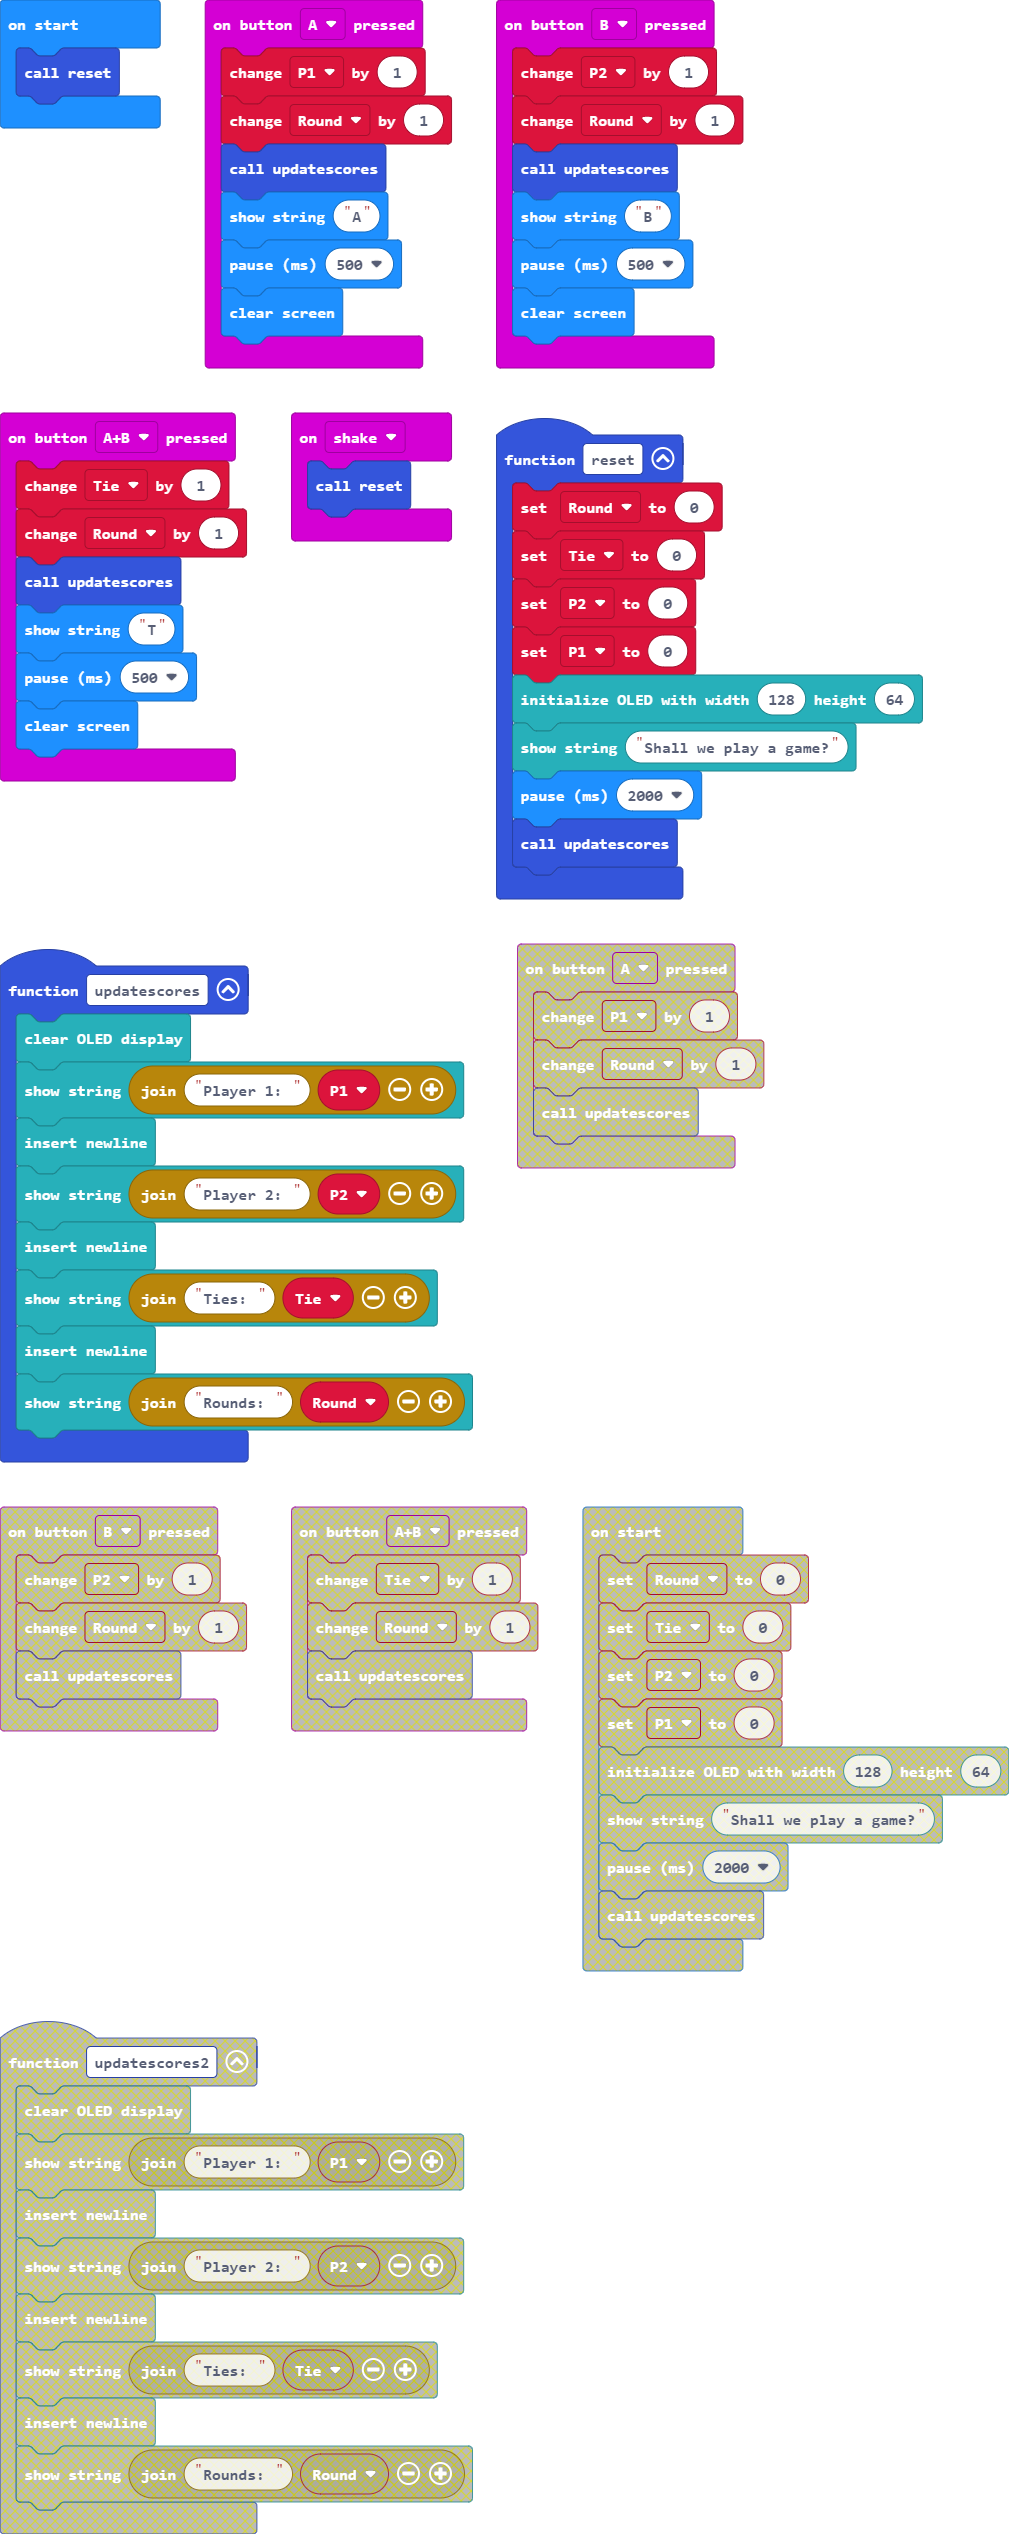 on start
call reset
on button A pressed
change P1 by 1
change Round by 1
call updatescores
show string "A"
pause (ms) 500
clear screen
on button B pressed
change P2 by 1
change Round by 1
call updatescores
show string "B"
pause (ms) 500
clear screen
on button A+B pressed
change Tie by 1
change Round by 1
call updatescores
show string "T"
pause (ms) 500
clear screen
on shake
call reset
function reset
set Round to 0
set Tie to 0
set P2 to 0
set P1 to 0
initialize OLED with width 128 height 64
show string "Shall we play a game?"
pause (ms) 2000
call updatescores
function updatescores
clear OLED display
show string join "Player 1: " P1
insert newline
show string join "Player 2: " P2
insert newline
show string join "Ties: " Tie
insert newline
show string join "Rounds: " Round
on button A pressed
change P1 by 1
change Round by 1
call updatescores
on button B pressed
change P2 by 1
change Round by 1
call updatescores
on button A+B pressed
change Tie by 1
change Round by 1
call updatescores
on start
set Round to 0
set Tie to 0
set P2 to 0
set P1 to 0
initialize OLED with width 128 height 64
show string "Shall we play a game?"
pause (ms) 2000
call updatescores
function updatescores2
clear OLED display
show string join "Player 1: " P1
insert newline
show string join "Player 2: " P2
insert newline
show string join "Ties: " Tie
insert newline
show string join "Rounds: " Round